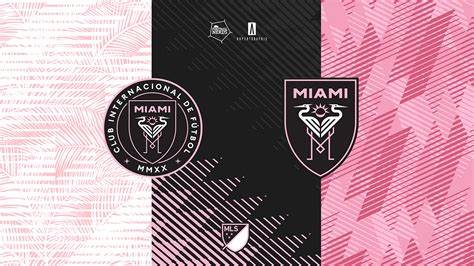 CLUB INTERNACIONAL DE FÚTBOL
MIAMI
MMXX
MIAMI
MLS